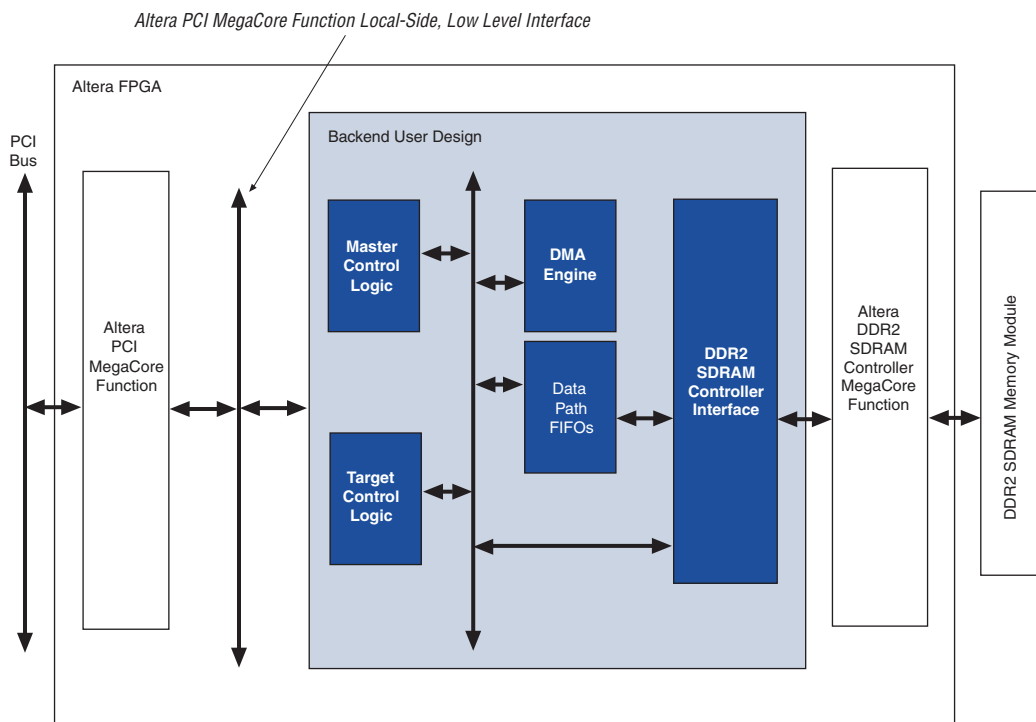 Altera PCI MegaCore Function Local-Side, Low Level Interface
Altera FPGA
PCI
Bus
Backend User Design
Master
Control
Logic
DMA
Engine
Altera
PCI
MegaCore
Function
Data
Path
FIFOs
DDR2
SDRAM
Controller
Interface
Altera
DDR2
SDRAM
Controller
MegaCore
Function
DDR2 SDRAM Memory Module
Target
Control
Logic